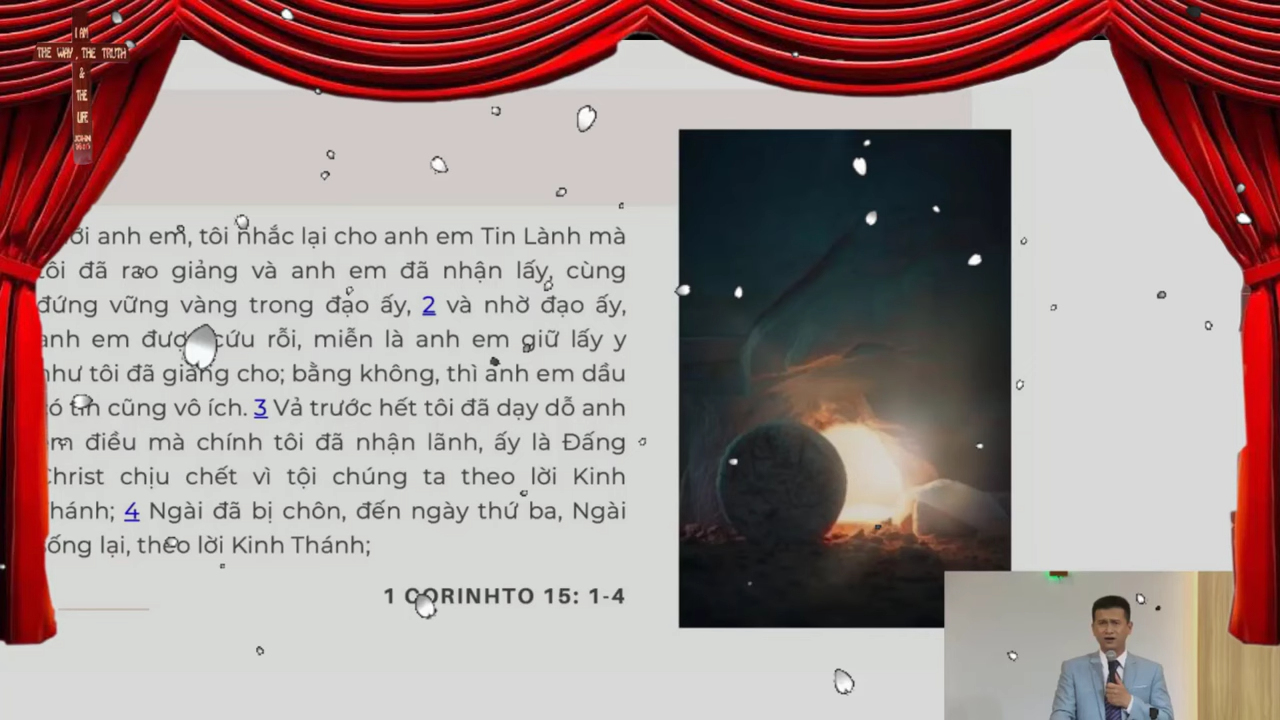 I AM
THE WAY, THE TRUTH
&
THE
LIFE
JOHN
anh em, tôi nhắc lại cho anh em Tin Lành mà
tôi đã rao giảng và anh em đã nhận lấy, cùng
đứng vững vàng trong đạo ấy, 2 và nhờ đạo ấy,
anh em được cứu rỗi, miễn là anh em giữ lấy y
như tôi đã giảng cho; bằng không, thì anh em dầu
có tin cũng vô ích. 3 Vả trước hết tôi đã dạy dỗ anh
em điều mà chính tôi đã nhận lãnh, ấy là Đấng
Christ chịu chết vì tội chúng ta theo lời Kinh
Thánh; 4 Ngài đã bị chôn, đến ngày thứ ba, Ngài
sống lại, theo lời Kinh Thánh;
1 CORINHTO 15: 1-4